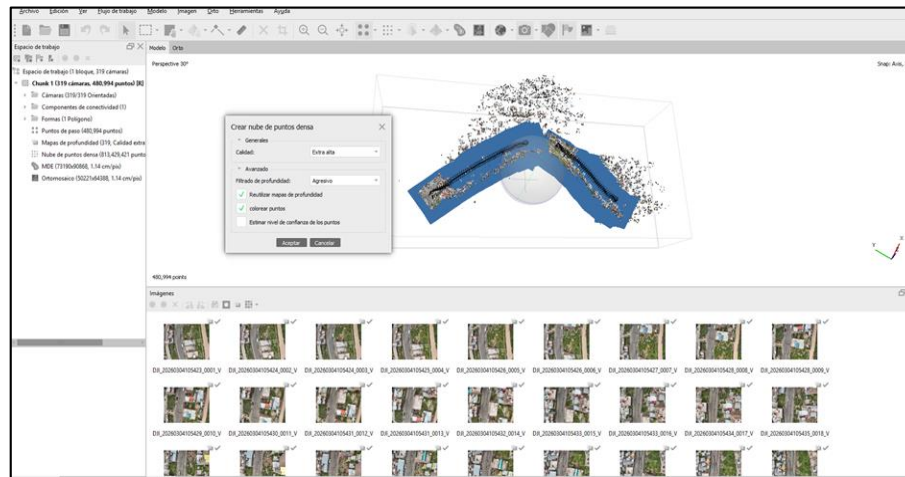 Archivo Edición Ver Flujo de trabajo Modelo Imagen Orto Herramientas Ayuda
Espacio de trabajo
Espacio de trabajo (1 bloque, 319 cámaras)
Chunk 1 (319 cámaras, 480,994 puntos) [R]
Cámaras (319/319 Orientadas)
Componentes de conectividad (1)
Formas (1 Polígono)
Puntos de paso (480,994 puntos)
Mapas de profundidad (319, Calidad extra
Nube de puntos densa (813,429,421 punto
MDE (73190x90868, 1.14 cm/pix)
Ortomosaico (50221x64388, 1.14 cm/pix)
Modelo Orto
Perspective 30°
Snap: Axis,
Crear nube de puntos densa
Generales
Calidad: Extra alta
Avanzado
Filtrado de profundidad: Agresivo
Reutilizar mapas de profundidad
colorear puntos
Estimar nivel de confianza de los puntos
Aceptar Cancelar
Y X
480,994 points
Imágenes
DJI_20260304105423_0001_V DJI_20260304105424_0002_V DJI_20260304105424_0003_V DJI_20260304105425_0004_V DJI_20260304105426_0005_V DJI_20260304105426_0006_V DJI_20260304105427_0007_V DJI_20260304105428_0008_V DJI_20260304105428_0009_V
DJI_20260304105429_0010_V DJI_20260304105430_0011_V DJI_20260304105431_0012_V DJI_20260304105431_0013_V DJI_20260304105432_0014_V DJI_20260304105433_0015_V DJI_20260304105433_0016_V DJI_20260304105434_0017_V DJI_20260304105435_0018_V